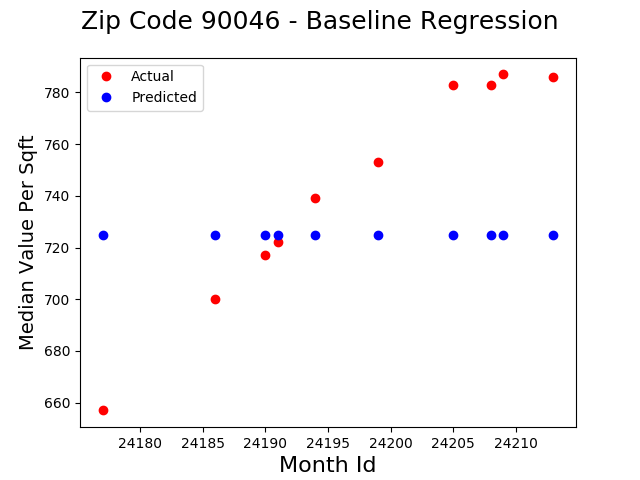 Zip Code 90046 - Baseline Regression
Actual
Predicted
780
760
740
720
700
680
660
Median Value Per Sqft
24180 24185 24190 24195 24200 24205 24210
Month Id